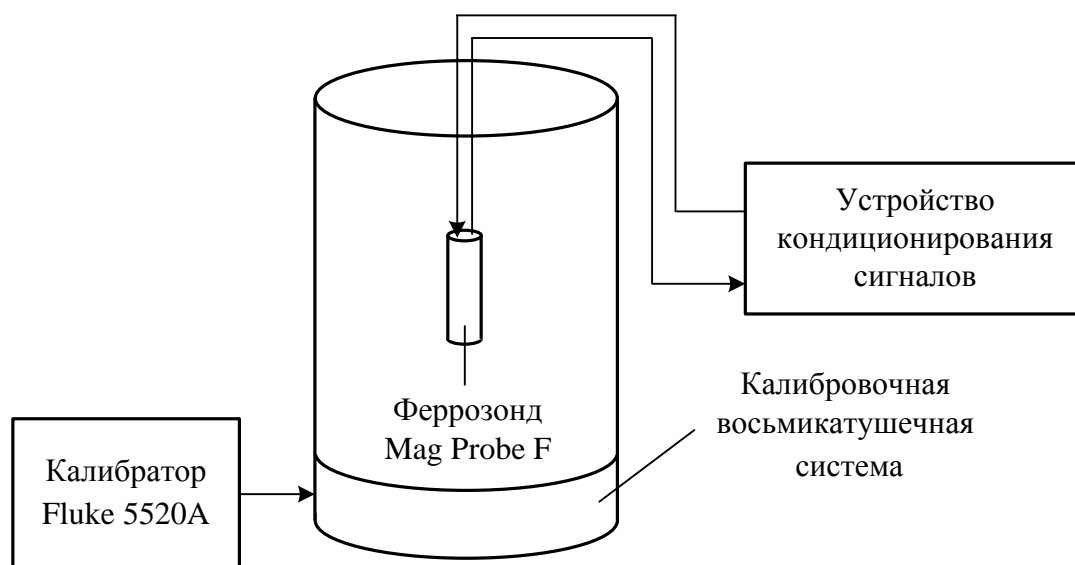 Устройство
кондиционирования
сигналов
Феррозонд
Mag Probe F
Калибровочная
восьмикатушечная
система
Калибратор
Fluke 5520A